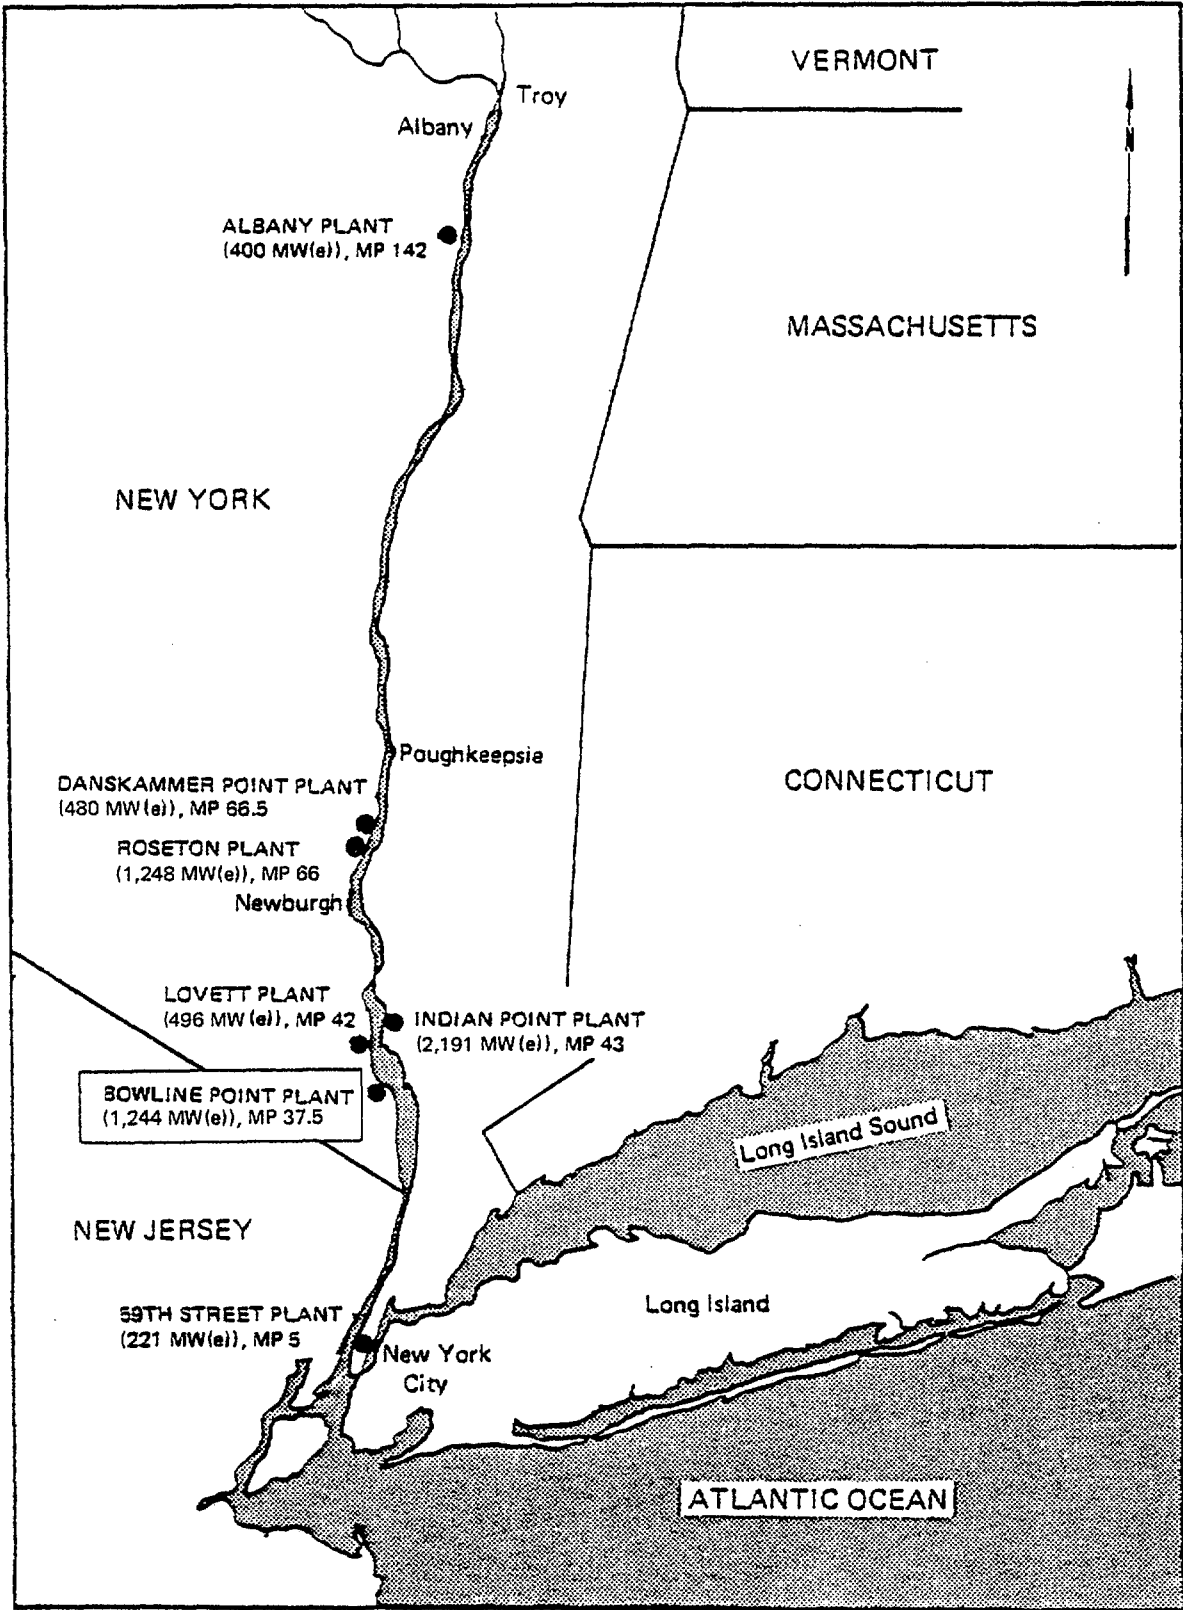 VERMONT
Troy
Albany
N
ALBANY PLANT
(400 MW(e)), MP 142
MASSACHUSETTS
NEW YORK
Poughkeepsie
DANSKAMMER POINT PLANT
(480 MW(e)), MP 66.5
CONNECTICUT
ROSETON PLANT
(1,248 MW(e)), MP 66
Newburgh
LOVETT PLANT
(496 MW(e)), MP 42
INDIAN POINT PLANT
(2,191 MW(e)), MP 43
BOWLINE POINT PLANT
(1,244 MW(e)), MP 37.5
Long Island Sound
NEW JERSEY
59TH STREET PLANT
(221 MW(e)), MP 5
Long Island
New York
City
ATLANTIC OCEAN